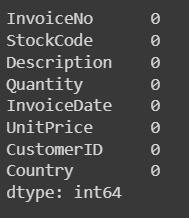 InvoiceNo 0
StockCode 0
Description 0
Quantity 0
InvoiceDate 0
UnitPrice 0
CustomerID 0
Country 0
dtype: int64